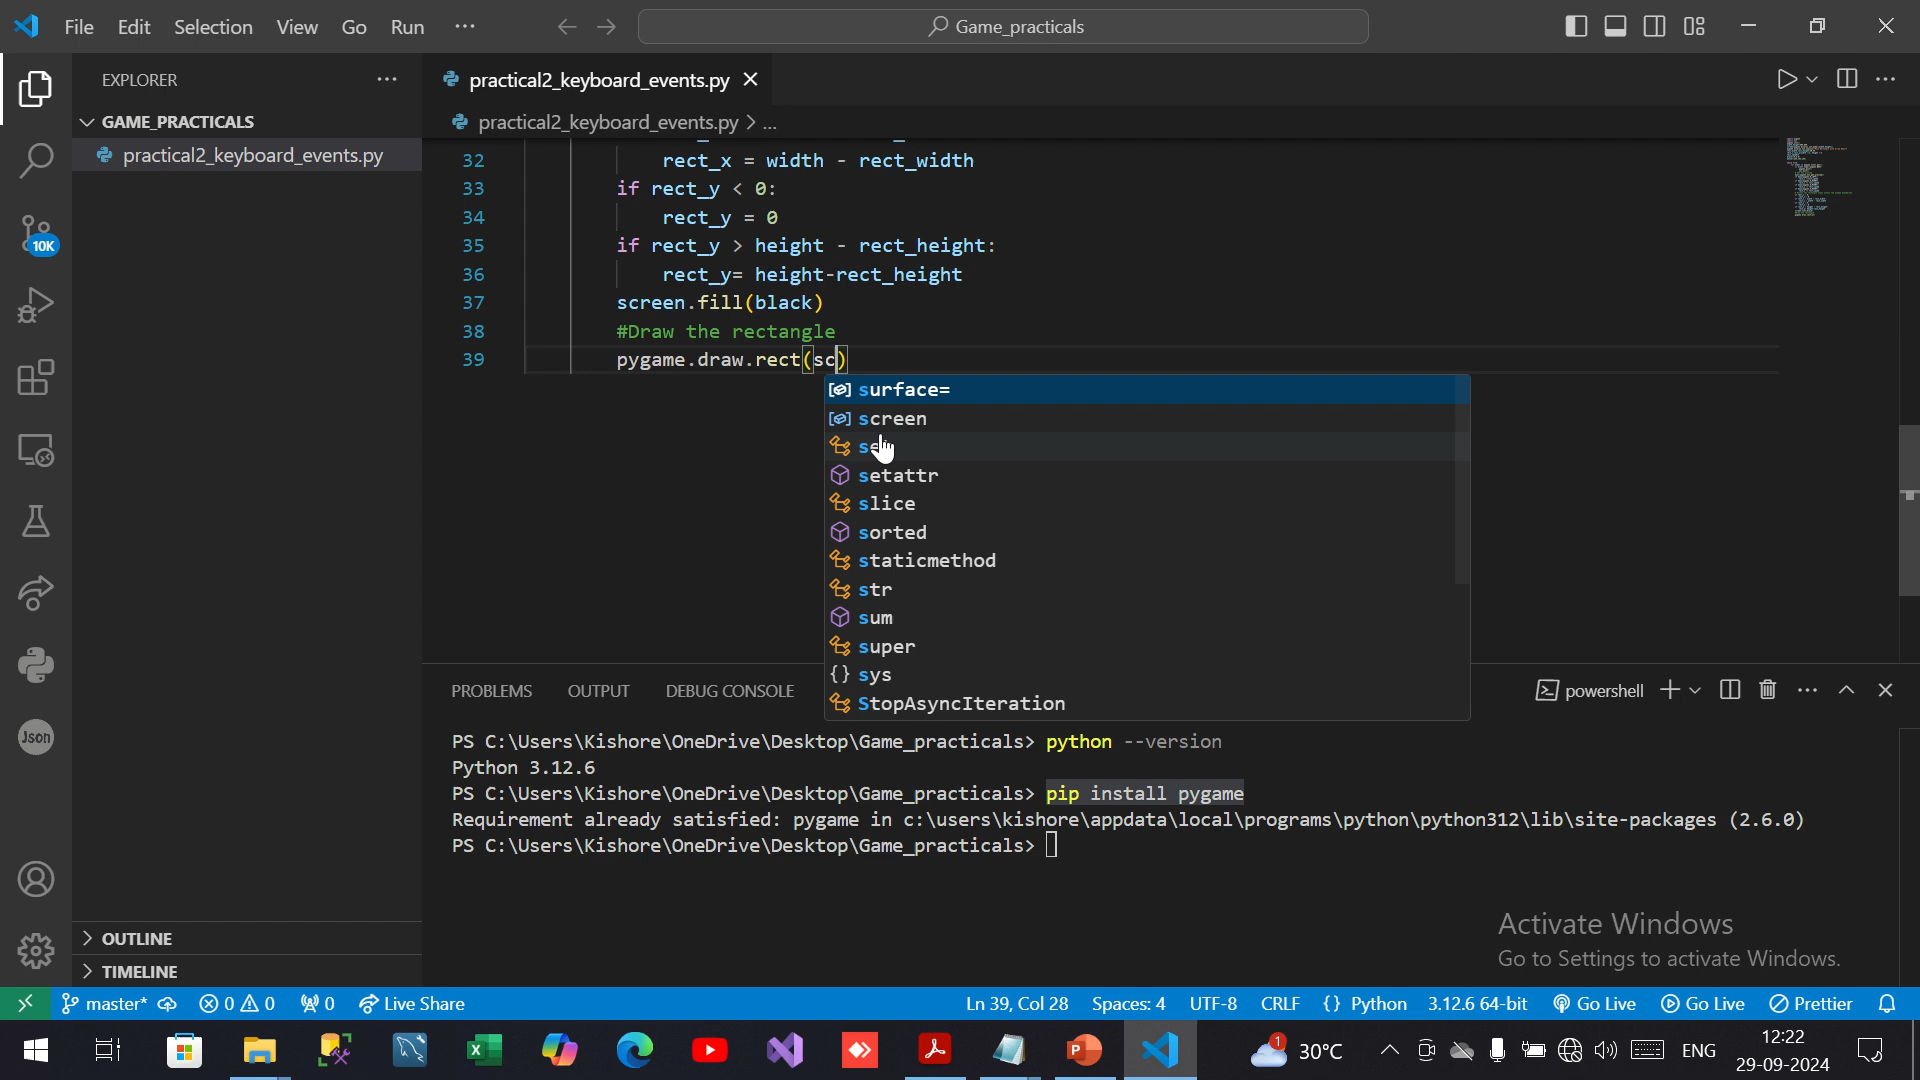 File Edit Selection View Go Run ···
Game_practicals
EXPLORER
GAME_PRACTICALS
practical2_keyboard_events.py
practical2_keyboard_events.py
practical2_keyboard_events.py > ...
32 rect_x = width - rect_width
33 if rect_y < 0:
34 rect_y = 0
35 if rect_y > height - rect_height:
36 rect_y= height-rect_height
37 screen.fill(black)
38 #Draw the rectangle
39 pygame.draw.rect(sc)
surface=
screen
setattr
slice
sorted
staticmethod
str
sum
super
sys
StopAsyncIteration
10K
Json
PROBLEMS OUTPUT DEBUG CONSOLE
powershell
PS C:\Users\Kishore\OneDrive\Desktop\Game_practicals> python --version
Python 3.12.6
PS C:\Users\Kishore\OneDrive\Desktop\Game_practicals> pip install pygame
Requirement already satisfied: pygame in c:\users\kishore\appdata\local\programs\python\python312\lib\site-packages (2.6.0)
PS C:\Users\Kishore\OneDrive\Desktop\Game_practicals>
OUTLINE
TIMELINE
Activate Windows
Go to Settings to activate Windows.
master* 0 0 0 Live Share Ln 39, Col 28 Spaces: 4 UTF-8 CRLF {} Python 3.12.6 64-bit Go Live Go Live Prettier
1 30°C ENG 12:22
29-09-2024